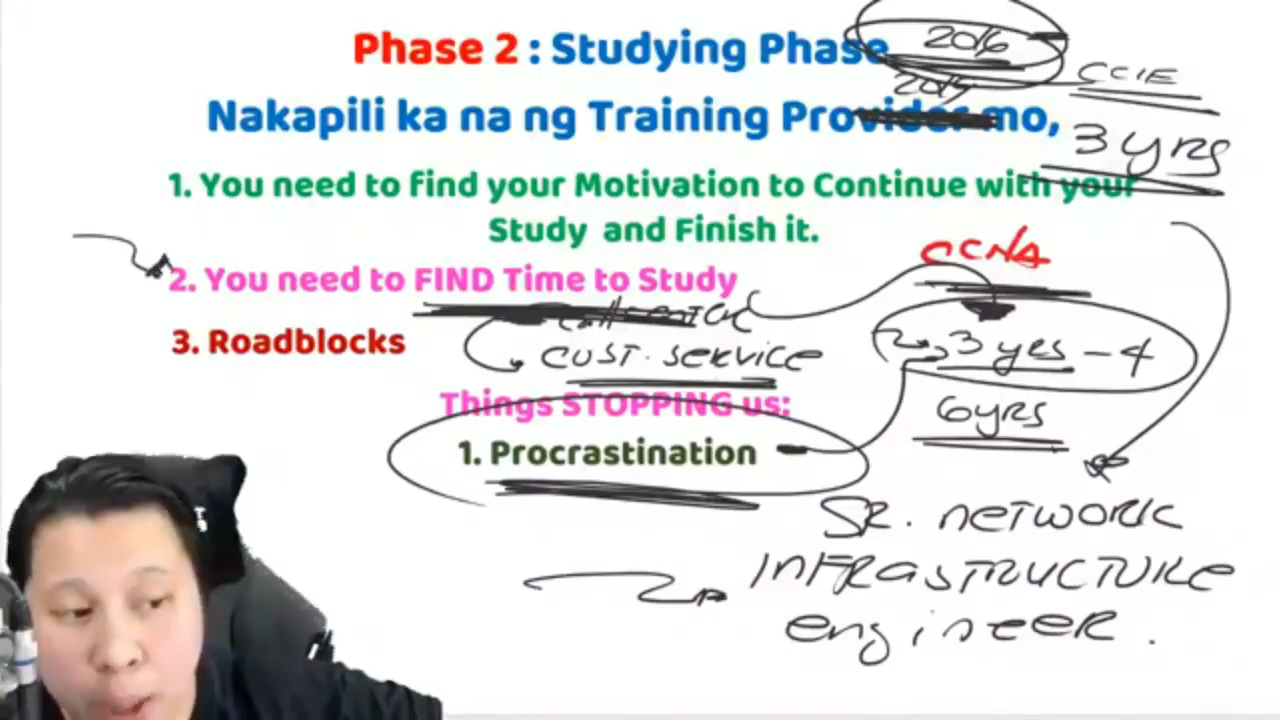 Phase 2 : Studying Phase
2016
CCIE
Nakapili ka na ng Training Provider mo,
3 yrs
1. You need to find your Motivation to Continue with your
Study and Finish it.
CCNA
2. You need to FIND Time to Study
3. Roadblocks
CUST. SERVICE
3 yrs - 4
Things STOPPING us:
6yrs
1. Procrastination
SR. NETWORK
INFRASTRUCTURE
engineer.